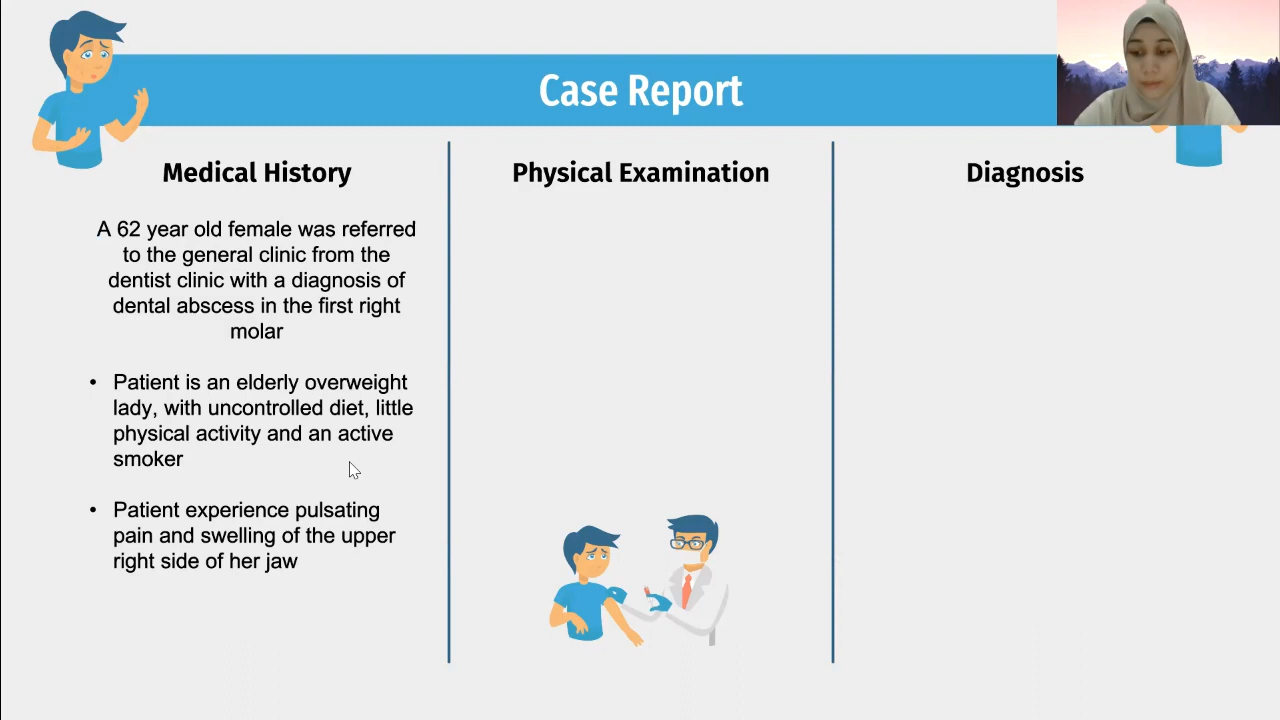 Case Report
Medical History
A 62 year old female was referred
to the general clinic from the
dentist clinic with a diagnosis of
dental abscess in the first right
molar
• Patient is an elderly overweight
lady, with uncontrolled diet, little
physical activity and an active
smoker
• Patient experience pulsating
pain and swelling of the upper
right side of her jaw
Physical Examination
Diagnosis